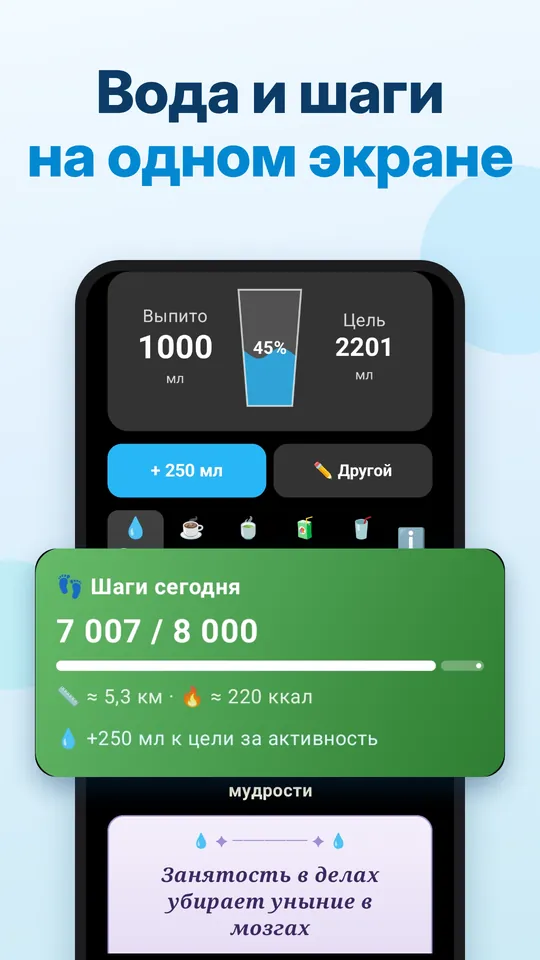 Вода и шаги
на одном экране
Выпито
1000
мл
45%
Цель
2201
мл
+ 250 мл
Другой
Шаги сегодня
7 007 / 8 000
≈ 5,3 км · ≈ 220 ккал
+250 мл к цели за активность
мудрости
Занятость в делах
убирает уныние в
мозгах